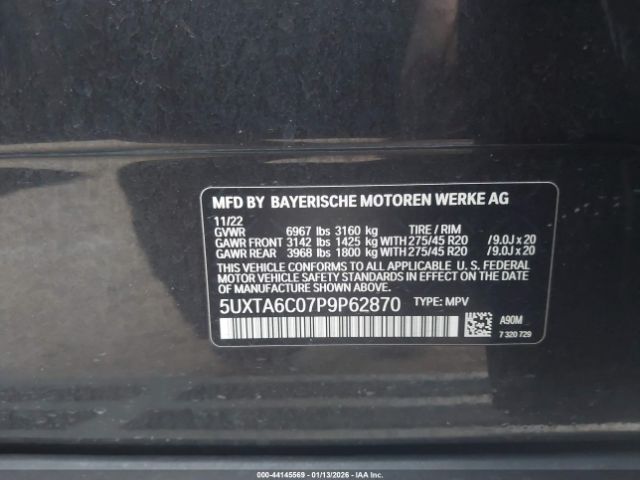 MFD BY BAYERISCHE MOTOREN WERKE AG
11/22
GVWR 6967 lbs 3160 kg TIRE / RIM
GAWR FRONT 3142 lbs 1425 kg WITH 275/45 R20 /9.0J x 20
GAWR REAR 3968 lbs 1800 kg WITH 275/45 R20 /9.0J x 20
THIS VEHICLE CONFORMS TO ALL APPLICABLE U. S. FEDERAL
MOTOR VEHICLE SAFETY AND THEFT PREVENTION STANDARDS IN EFFECT
ON THE DATE OF MANUFACTURE SHOWN ABOVE.
5UXTA6C07P9P62870 TYPE: MPV
A90M
7 320 729
000-44145569 | 01/13/2026 | IAA Inc.